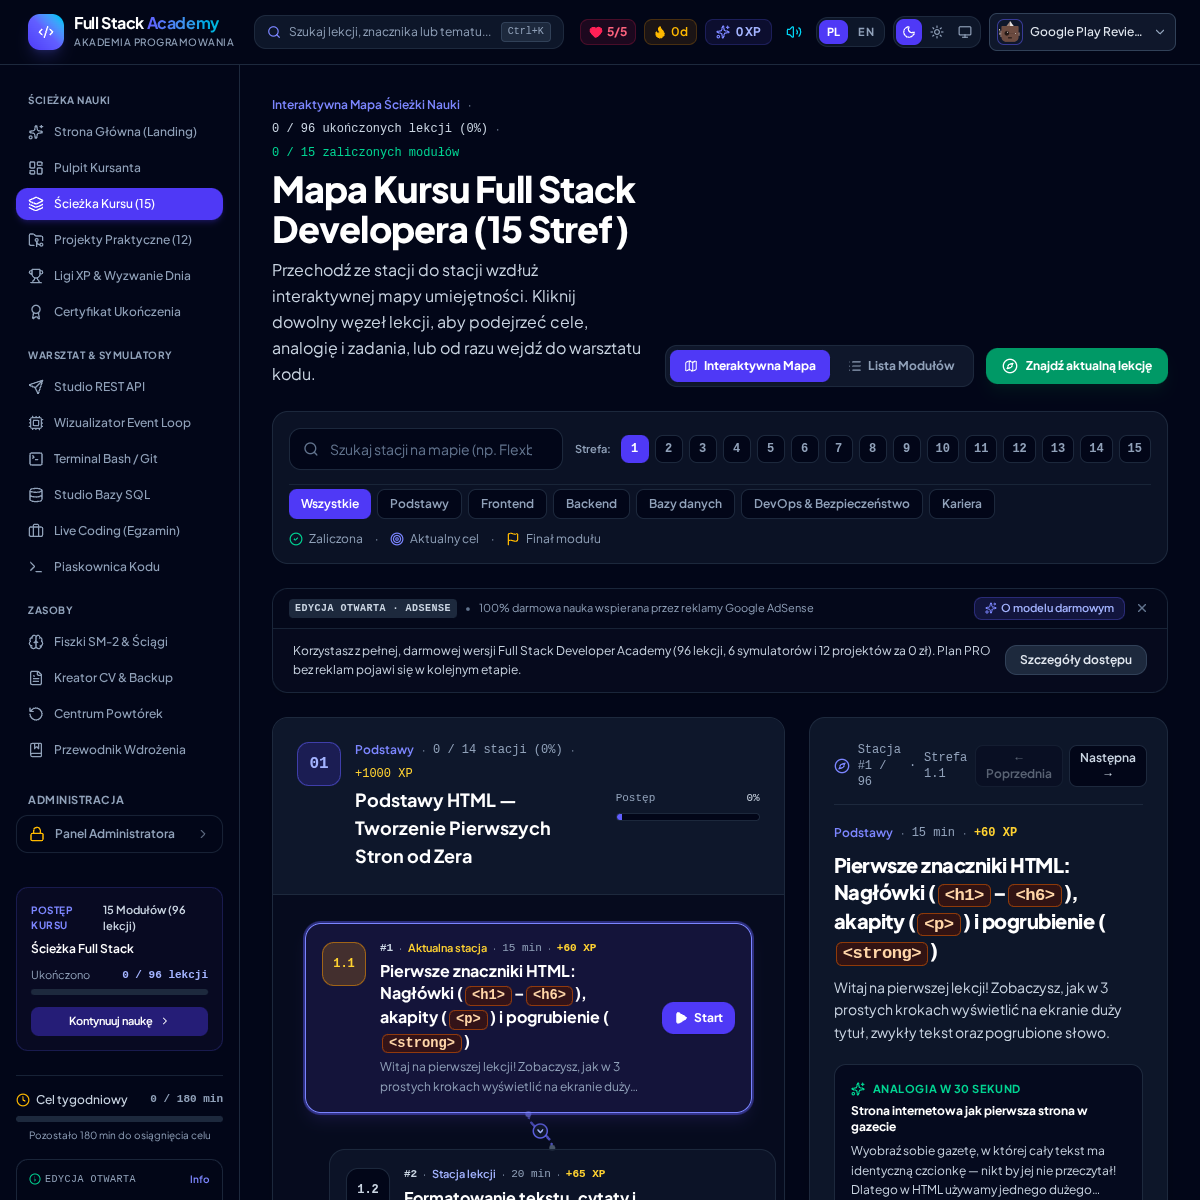 Full Stack Academy
AKADEMIA PROGRAMOWANIA
Szukaj lekcji, znacznika lub tematu...
Ctrl+K
5/5
0d
0 XP
PL
EN
Google Play Revie...
ŚCIEŻKA NAUKI
Strona Główna (Landing)
Pulpit Kursanta
Ścieżka Kursu (15)
Projekty Praktyczne (12)
Ligi XP & Wyzwanie Dnia
Certyfikat Ukończenia
WARSZTAT & SYMULATORY
Studio REST API
Wizualizator Event Loop
Terminal Bash / Git
Studio Bazy SQL
Live Coding (Egzamin)
Piaskownica Kodu
ZASOBY
Fiszki SM-2 & Ściągi
Kreator CV & Backup
Centrum Powtórek
Przewodnik Wdrożenia
ADMINISTRACJA
Panel Administratora
POSTĘP KURSU
15 Modułów (96 lekcji)
Ścieżka Full Stack
Ukończono 0 / 96 lekcji
Kontynuuj naukę
Cel tygodniowy 0 / 180 min
Pozostało 180 min do osiągnięcia celu
EDYCJA OTWARTA Info
Interaktywna Mapa Ścieżki Nauki ·
0 / 96 ukończonych lekcji (0%) ·
0 / 15 zaliczonych modułów
Mapa Kursu Full Stack
Developera (15 Stref)
Przechodź ze stacji do stacji wzdłuż
interaktywnej mapy umiejętności. Kliknij
dowolny węzeł lekcji, aby podejrzeć cele,
analogię i zadania, lub od razu wejdź do warsztatu
kodu.
Interaktywna Mapa
Lista Modułów
Znajdź aktualną lekcję
Szukaj stacji na mapie (np. Flexb
Strefa: 1 2 3 4 5 6 7 8 9 10 11 12 13 14 15
Wszystkie Podstawy Frontend Backend Bazy danych DevOps & Bezpieczeństwo Kariera
Zaliczona · Aktualny cel · Finał modułu
EDYCJA OTWARTA · ADSENSE • 100% darmowa nauka wspierana przez reklamy Google AdSense
O modelu darmowym
Korzystasz z pełnej, darmowej wersji Full Stack Developer Academy (96 lekcji, 6 symulatorów i 12 projektów za 0 zł). Plan PRO
bez reklam pojawi się w kolejnym etapie.
Szczegóły dostępu
01
Podstawy · 0 / 14 stacji (0%) ·
+1000 XP
Podstawy HTML —
Tworzenie Pierwszych
Stron od Zera
Postęp 0%
1.1
#1 · Aktualna stacja · 15 min · +60 XP
Pierwsze znaczniki HTML:
Nagłówki ( <h1> – <h6> ),
akapity ( <p> ) i pogrubienie (
<strong> )
Witaj na pierwszej lekcji! Zobaczysz, jak w 3
prostych krokach wyświetlić na ekranie duży...
Start
1.2
#2 · Stacja lekcji · 20 min · +65 XP
Formatowanie tekstu, cytaty i
Stacja
#1 /
96
· Strefa
1.1
←
Poprzednia
Następna
→
Podstawy · 15 min · +60 XP
Pierwsze znaczniki HTML:
Nagłówki ( <h1> – <h6> ),
akapity ( <p> ) i pogrubienie (
<strong> )
Witaj na pierwszej lekcji! Zobaczysz, jak w 3
prostych krokach wyświetlić na ekranie duży
tytuł, zwykły tekst oraz pogrubione słowo.
ANALOGIA W 30 SEKUND
Strona internetowa jak pierwsza strona w
gazecie
Wyobraź sobie gazetę, w której cały tekst ma
identyczną czcionkę — nikt by jej nie przeczytał!
Dlatego w HTML używamy jednego dużego...